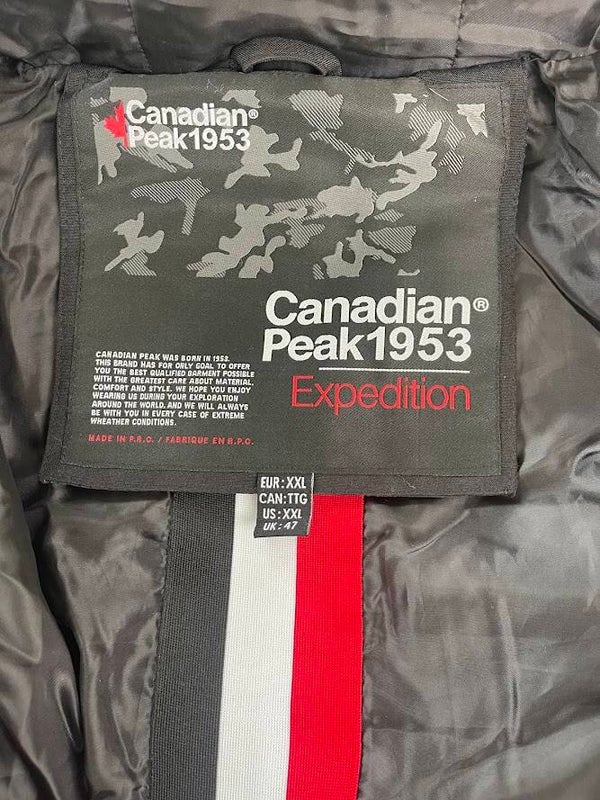 Canadian®
Peak1953
Canadian®
Peak1953
Expedition
CANADIAN PEAK WAS BORN IN 1953.
THIS BRAND HAS FOR ONLY GOAL TO OFFER
YOU THE BEST QUALIFIED GARMENT POSSIBLE
WITH THE GREATEST CARE ABOUT MATERIAL,
COMFORT AND STYLE. WE HOPE YOU ENJOY
WEARING US DURING YOUR EXPLORATION
AROUND THE WORLD, AND WE WILL ALWAYS
BE WITH YOU IN EVERY CASE OF EXTREME
WHEATHER CONDITIONS.
MADE IN P.R.C. / FABRIQUE EN R.P.C.
EUR: XXL
CAN: TTG
US: XXL
UK: 47